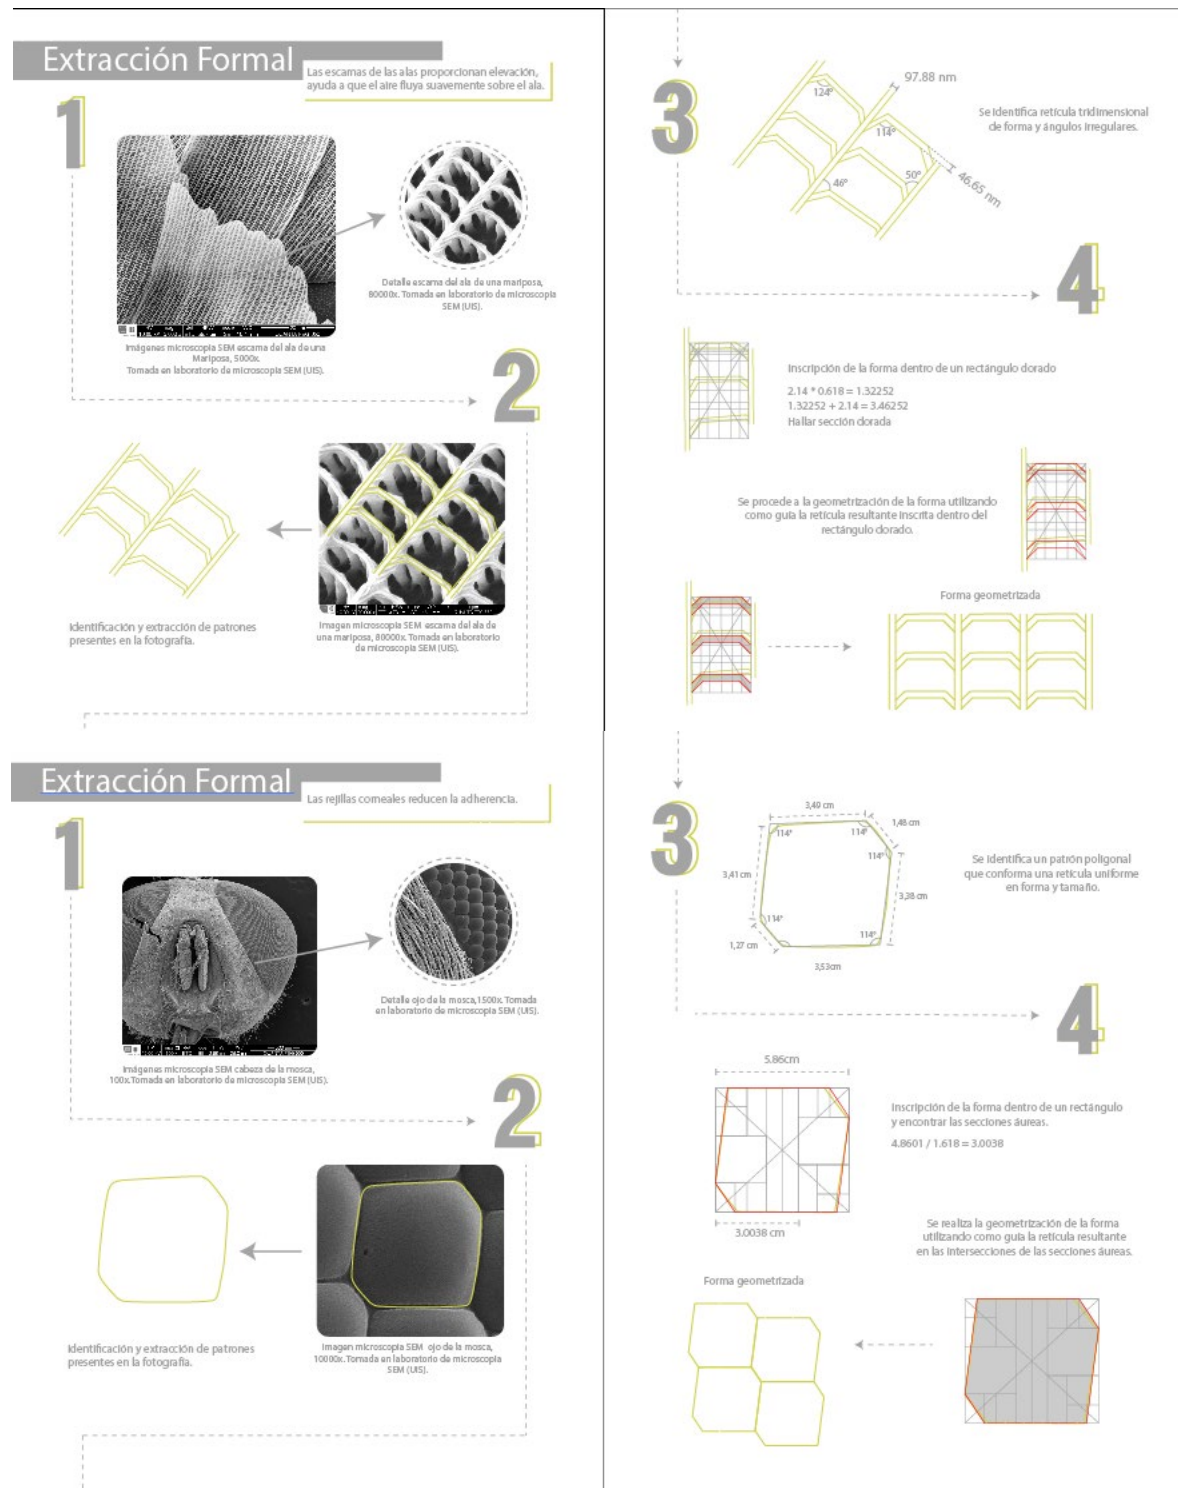 Extracción Formal
Las escamas de las alas proporcionan elevación,
ayuda a que el aire fluya suavemente sobre el ala.
1
Detalle escama del ala de una mariposa,
80000x. Tomada en laboratorio de microscopia
SEM (UIS).
Imágenes microscopia SEM escama del ala de una
Mariposa, 5000x.
Tomada en laboratorio de microscopia SEM (UIS).
2
Identificación y extracción de patrones
presentes en la fotografía.
Imagen microscopia SEM escama del ala de
una mariposa, 80000x. Tomada en laboratorio
de microscopia SEM (UIS).
3
124°
97.88 nm
114°
46°
50°
46.65 nm
Se identifica retícula tridimensional
de forma y ángulos irregulares.
4
Inscripción de la forma dentro de un rectángulo dorado
2.14 * 0.618 = 1.32252
1.32252 + 2.14 = 3.46252
Hallar sección dorada
Se procede a la geometrización de la forma utilizando
como guía la retícula resultante inscrita dentro del
rectángulo dorado.
Forma geometrizada
Extracción Formal
Las rejillas corneales reducen la adherencia.
1
Detalle ojo de la mosca,1500x. Tomada
en laboratorio de microscopia SEM (UIS).
Imágenes microscopia SEM cabeza de la mosca,
100x.Tomada en laboratorio de microscopia SEM (UIS).
2
Identificación y extracción de patrones
presentes en la fotografía.
Imagen microscopia SEM ojo de la mosca,
10000x. Tomada en laboratorio de microscopia
SEM (UIS).
3
3,40 cm
1,48 cm
114°
114°
114°
3,41 cm
3,38 cm
114°
114°
1,27 cm
3,53cm
Se identifica un patrón poligonal
que conforma una retícula uniforme
en forma y tamaño.
4
5.86cm
Inscripción de la forma dentro de un rectángulo
y encontrar las secciones áureas.
4.8601 / 1.618 = 3.0038
3.0038 cm
Se realiza la geometrización de la forma
utilizando como guía la retícula resultante
en las intersecciones de las secciones áureas.
Forma geometrizada